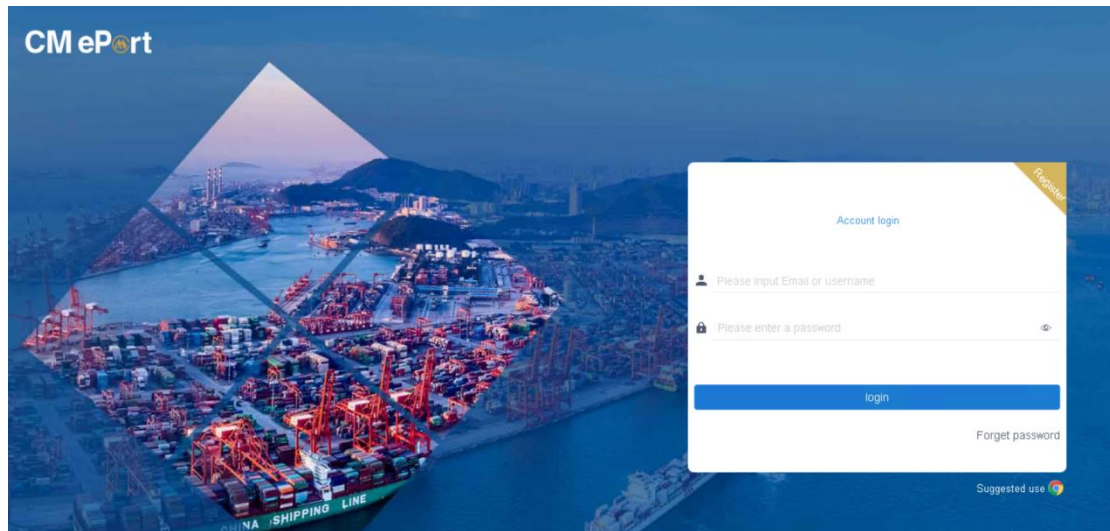 CM ePort
Register
Account login
Please input Email or username
Please enter a password
login
Forget password
Suggested use
CHINA SHIPPING LINE